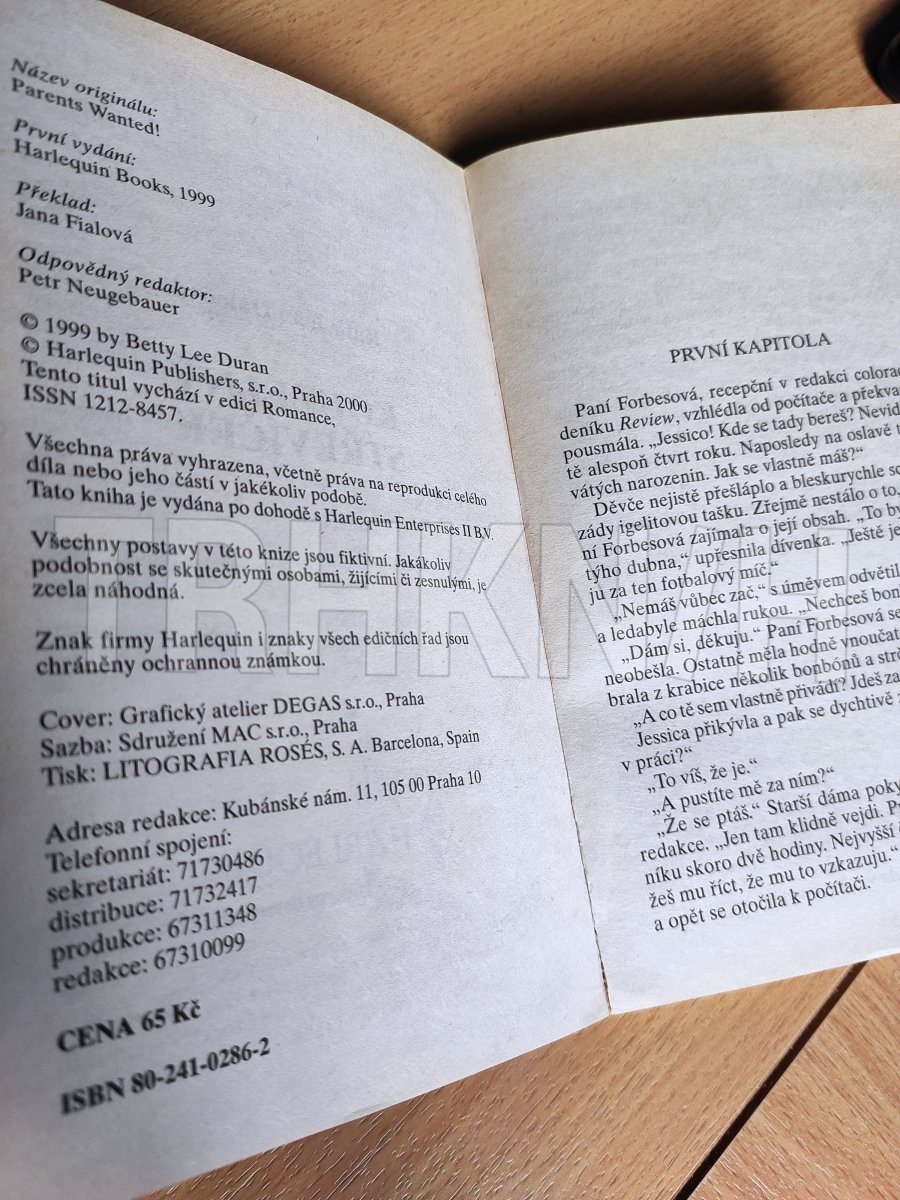 Název originálu:
Parents Wanted!
První vydání:
Harlequin Books, 1999
Překlad:
Jana Fialová
Odpovědný redaktor:
Petr Neugebauer
© 1999 by Betty Lee Duran
© Harlequin Publishers, s.r.o., Praha 2000
Tento titul vychází v edici Romance,
ISSN 1212-8457.
Všechna práva vyhrazena, včetně práva na reprodukci celého
díla nebo jeho částí v jakékoliv podobě.
Tato kniha je vydána po dohodě s Harlequin Enterprises II B.V.
Všechny postavy v této knize jsou fiktivní. Jakákoliv
podobnost se skutečnými osobami, žijícími či zesnulými, je
zcela náhodná.
Znak firmy Harlequin i znaky všech edičních řad jsou
chráněny ochrannou známkou.
Cover: Grafický atelier DEGAS s.r.o., Praha
Sazba: Sdružení MAC s.r.o., Praha
Tisk: LITOGRAFIA ROSÉS, S. A. Barcelona, Spain
Adresa redakce: Kubánské nám. 11, 105 00 Praha 10
Telefonní spojení:
sekretariát: 71730486
distribuce: 71732417
produkce: 67311348
redakce: 67310099
CENA 65 Kč
ISBN 80-241-0286-2
PRVNÍ KAPITOLA
Paní Forbesová, recepční v redakci colorad
deníku Review, vzhlédla od počítače a překva
pousmála. „Jessico! Kde se tady bereš? Nevid
tě alespoň čtvrt roku. Naposledy na oslavě t
vátých narozenin. Jak se vlastně máš?“
Děvče nejistě přešláplo a bleskurychle sc
zády igelitovou tašku. Zřejmě nestálo o to,
ní Forbesová zajímala o její obsah. „To by
týho dubna,“ upřesnila dívenka. „Ještě je
ju za ten fotbalový míč.“
„Nemáš vůbec zač,“ s úměvem odvětil
a ledabyle máchla rukou. „Nechceš bon
„Dám si, děkuju.“ Paní Forbesová se
neobešla. Ostatně měla hodně vnoučat
brala z krabice několik bonbónů a strč
„A co tě sem vlastně přivádí? Jdeš za
Jessica přikývla a pak se dychtivě z
v práci?“
„To víš, že je.“
„A pustíte mě za ním?“
„Že se ptáš.“ Starší dáma poky
redakce. „Jen tam klidně vejdi. P
níku skoro dvě hodiny. Nejvyšší č
žeš mu říct, že mu to vzkazuju.“
a opět se otočila k počítači.